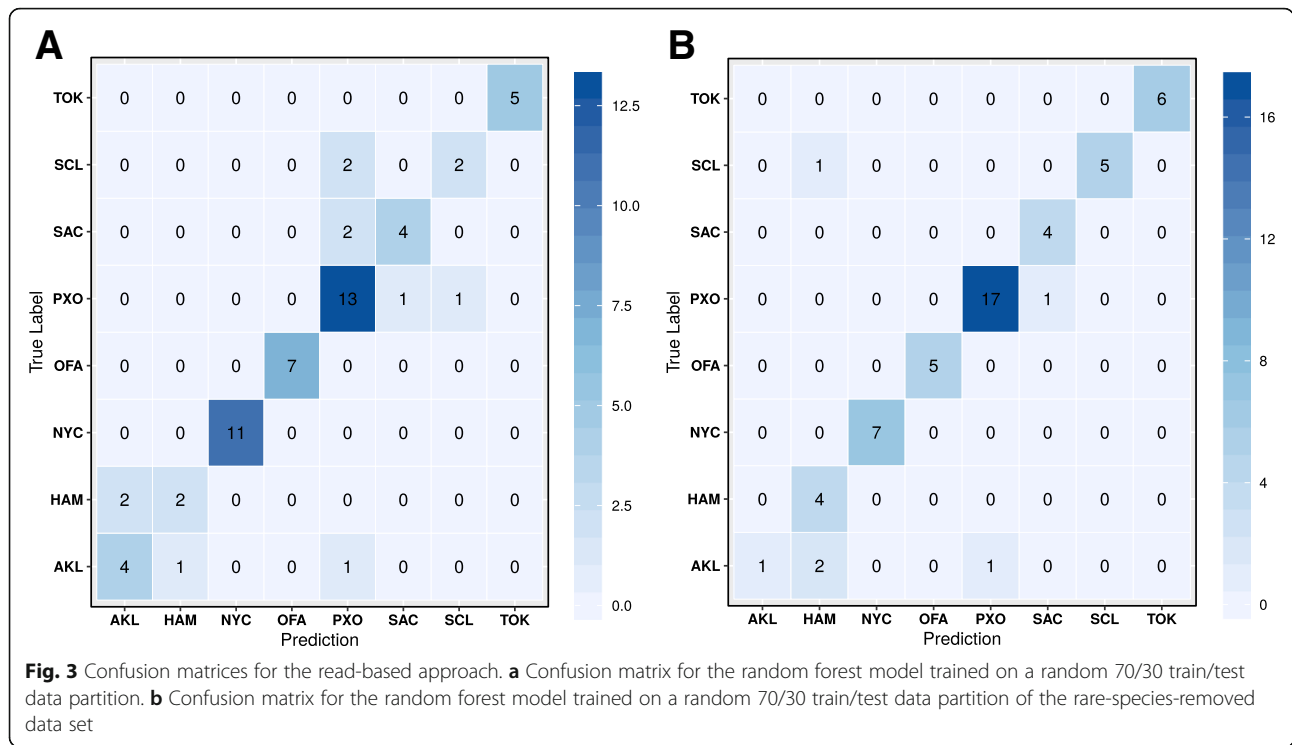 A
B
TOK 0 0 0 0 0 0 0 5
SCL 0 0 0 0 2 0 2 0
SAC 0 0 0 0 2 4 0 0
PXO 0 0 0 0 13 1 1 0
OFA 0 0 0 7 0 0 0 0
NYC 0 0 11 0 0 0 0 0
HAM 2 2 0 0 0 0 0 0
AKL 4 1 0 0 1 0 0 0
AKL HAM NYC OFA PXO SAC SCL TOK
Prediction
True Label
12.5
10.0
7.5
5.0
2.5
0.0
TOK 0 0 0 0 0 0 0 6
SCL 0 1 0 0 0 0 5 0
SAC 0 0 0 0 0 4 0 0
PXO 0 0 0 0 17 1 0 0
OFA 0 0 0 5 0 0 0 0
NYC 0 0 7 0 0 0 0 0
HAM 0 4 0 0 0 0 0 0
AKL 1 2 0 0 1 0 0 0
AKL HAM NYC OFA PXO SAC SCL TOK
Prediction
True Label
16
12
8
4
0
Fig. 3 Confusion matrices for the read-based approach. a Confusion matrix for the random forest model trained on a random 70/30 train/test
data partition. b Confusion matrix for the random forest model trained on a random 70/30 train/test data partition of the rare-species-removed
data set